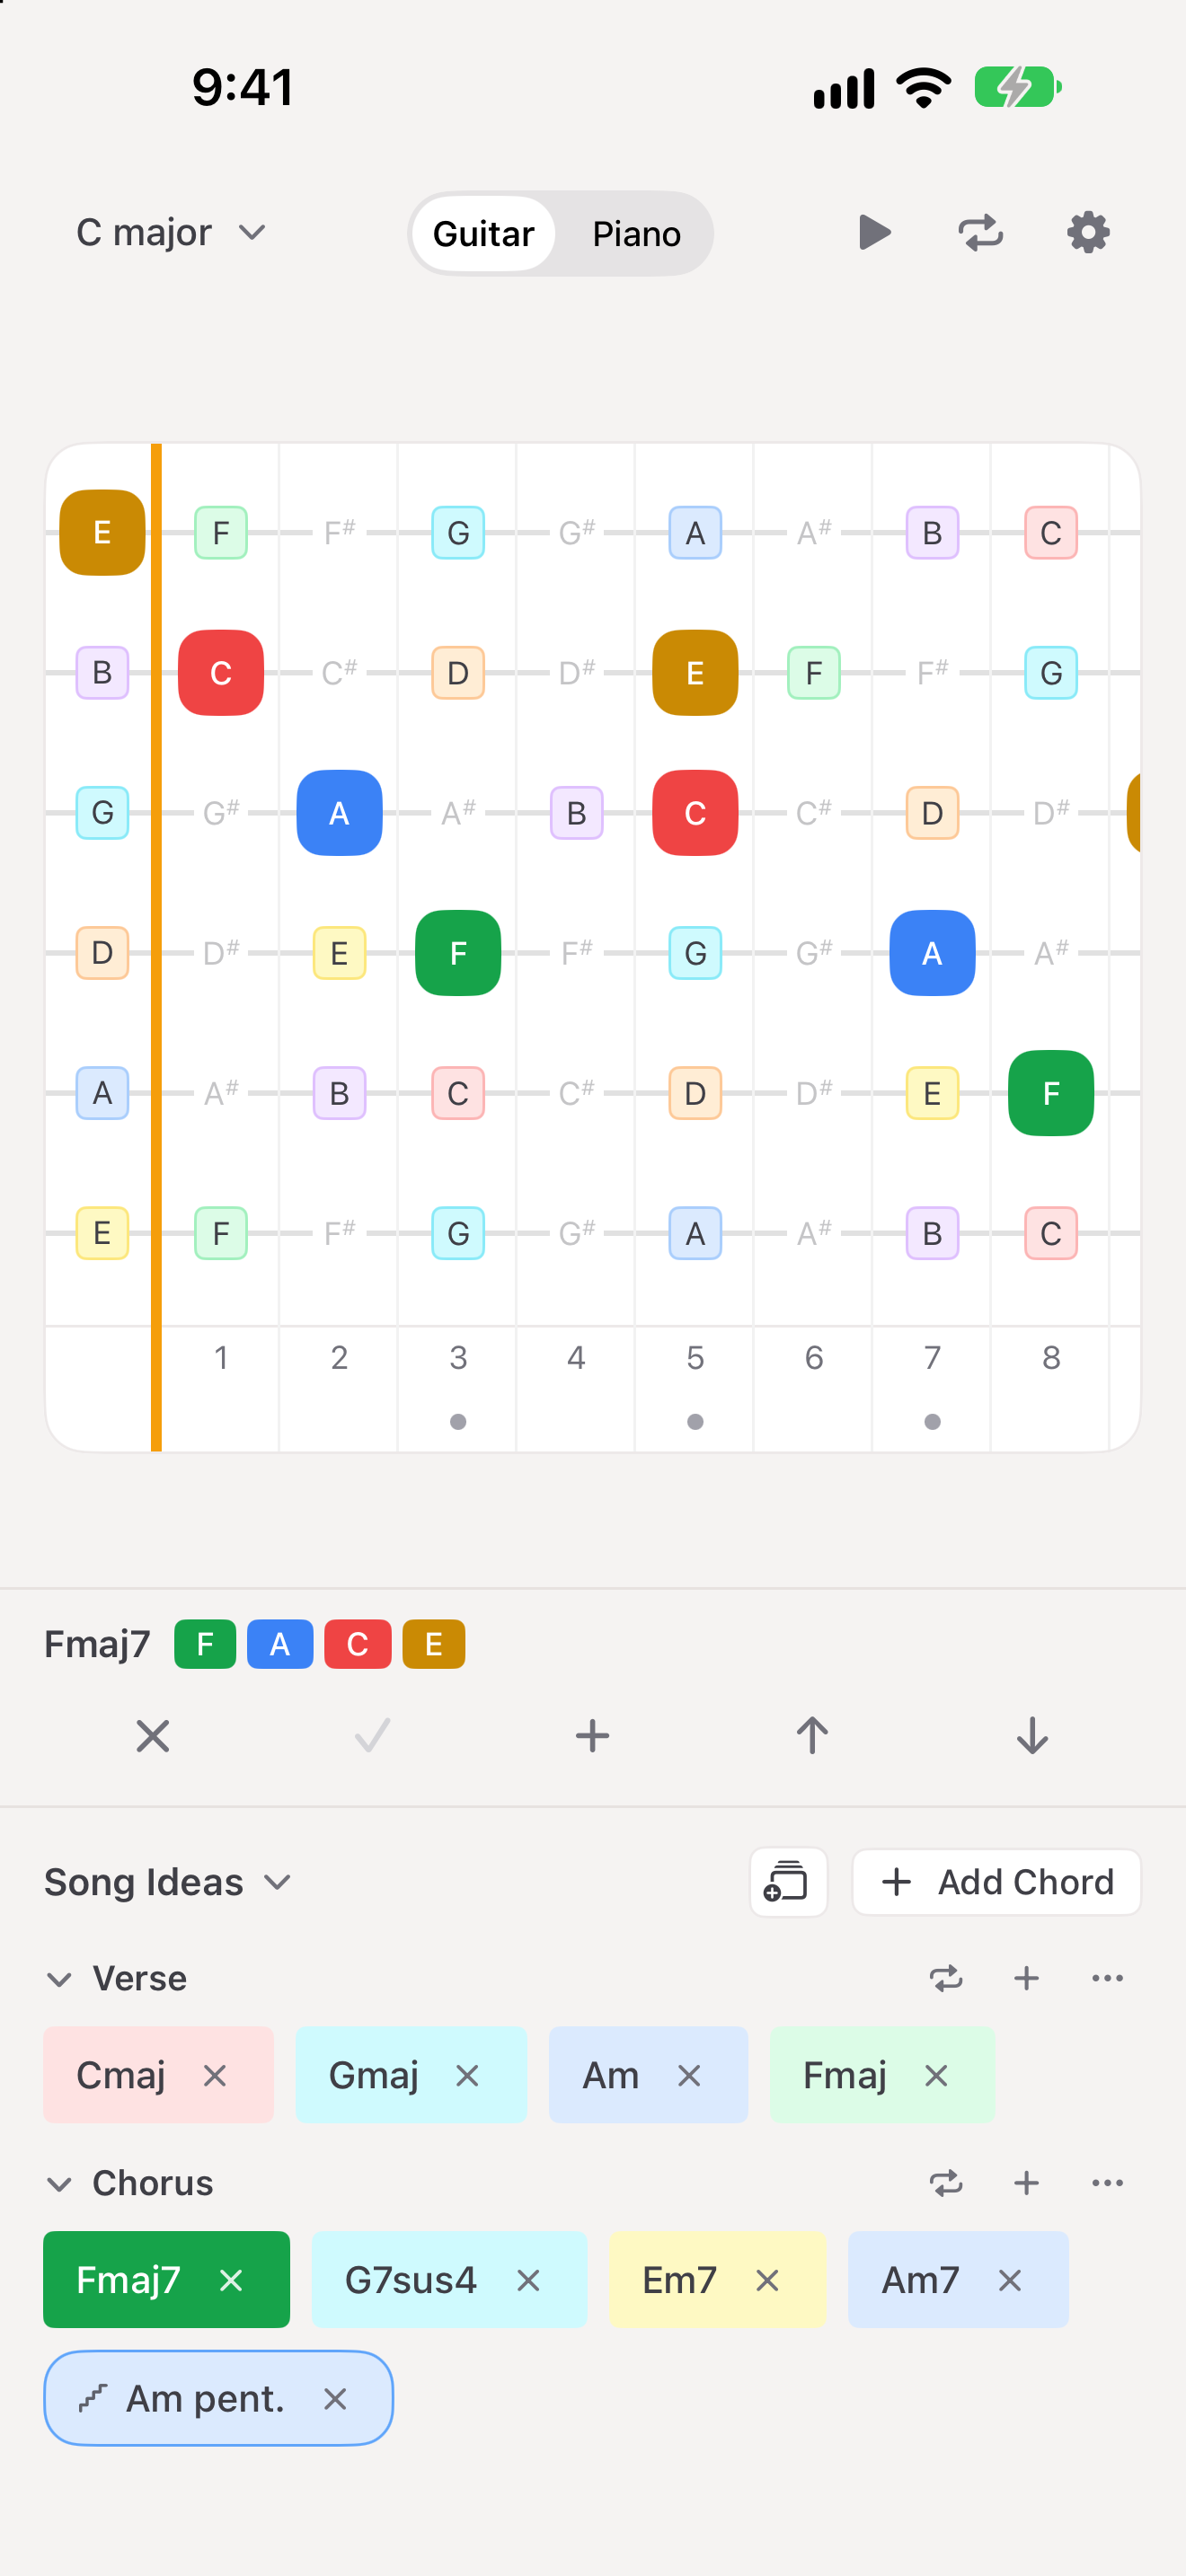 9:41
C major Guitar Piano
E F F# G G# A A# B C
B C C# D D# E F F# G
G G# A A# B C C# D D#
D D# E F F# G G# A A#
A A# B C C# D D# E F
E F F# G G# A A# B C
1 2 3 4 5 6 7 8
Fmaj7 F A C E
Song Ideas Add Chord
Verse
Cmaj Gmaj Am Fmaj
Chorus
Fmaj7 G7sus4 Em7 Am7
Am pent.